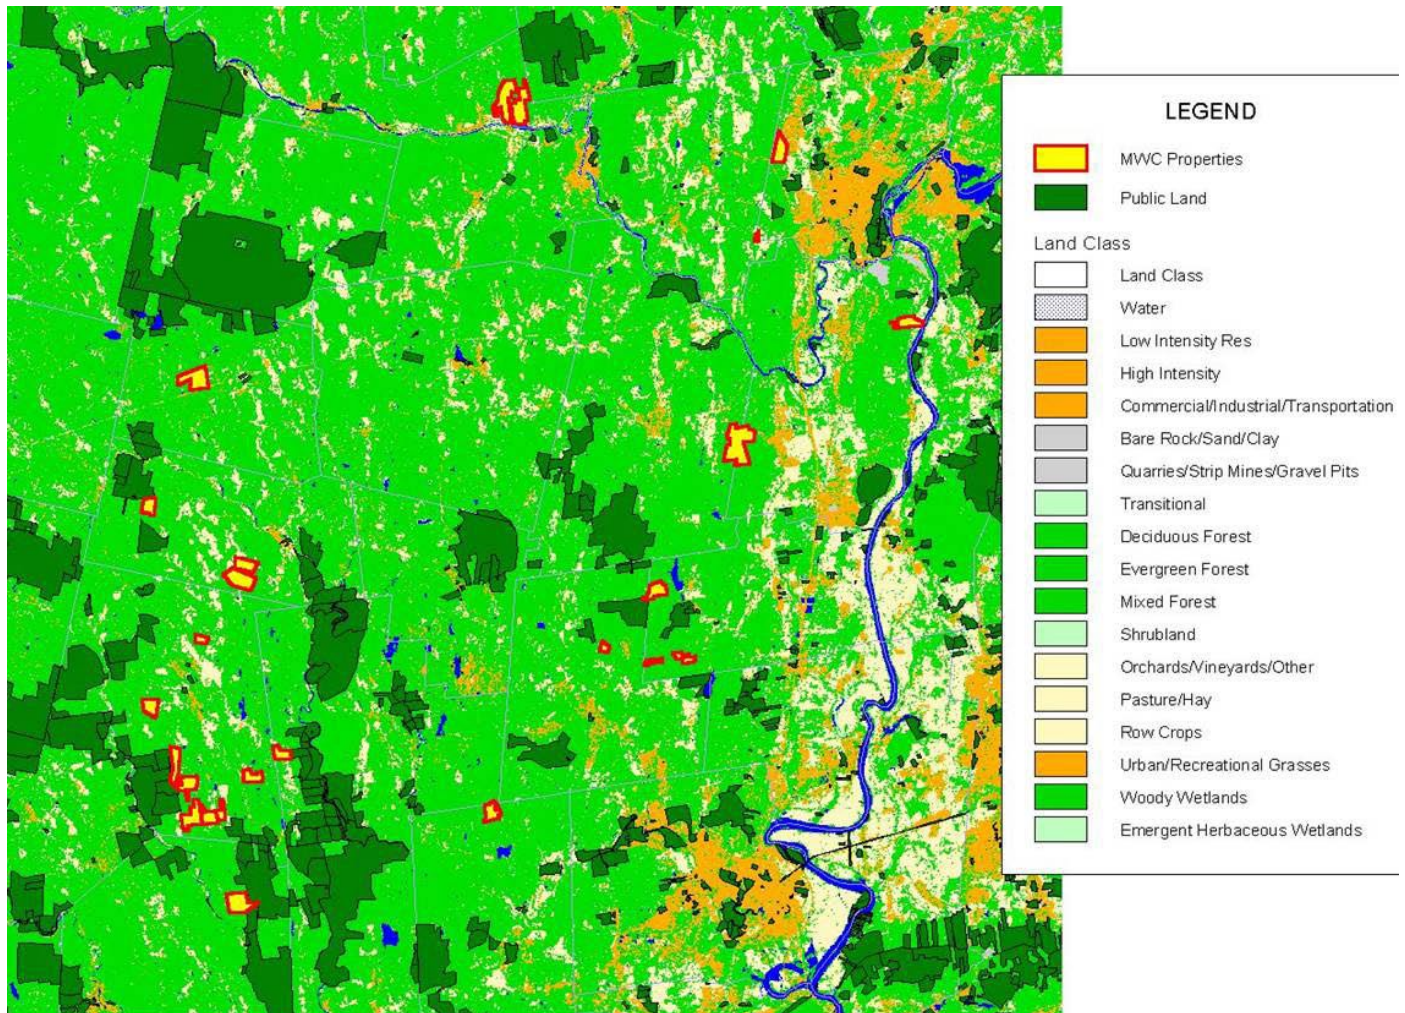 LEGEND
MWC Properties
Public Land
Land Class
Land Class
Water
Low Intensity Res
High Intensity
Commercial/Industrial/Transportation
Bare Rock/Sand/Clay
Quarries/Strip Mines/Gravel Pits
Transitional
Deciduous Forest
Evergreen Forest
Mixed Forest
Shrubland
Orchards/Vineyards/Other
Pasture/Hay
Row Crops
Urban/Recreational Grasses
Woody Wetlands
Emergent Herbaceous Wetlands